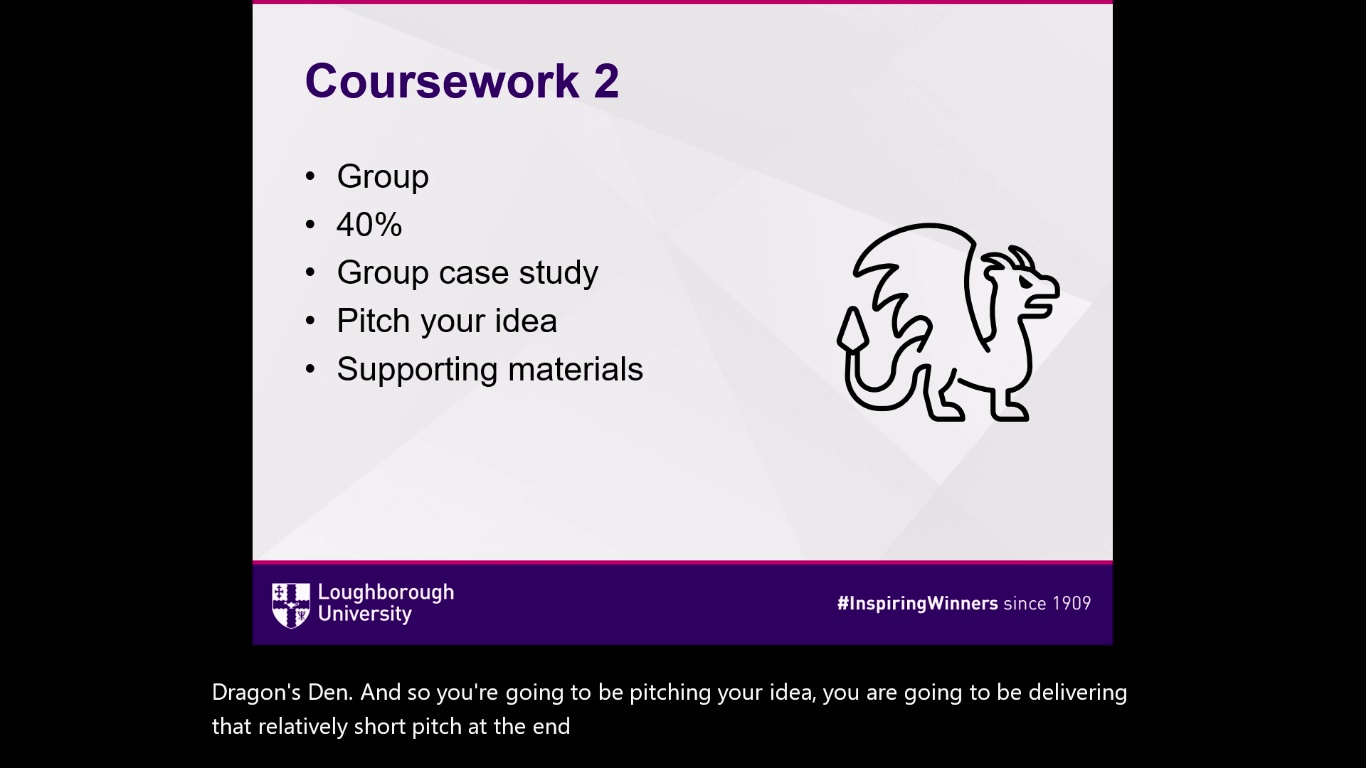 Coursework 2
• Group
• 40%
• Group case study
• Pitch your idea
• Supporting materials
Loughborough
University
#InspiringWinners since 1909
Dragon's Den. And so you're going to be pitching your idea, you are going to be delivering
that relatively short pitch at the end